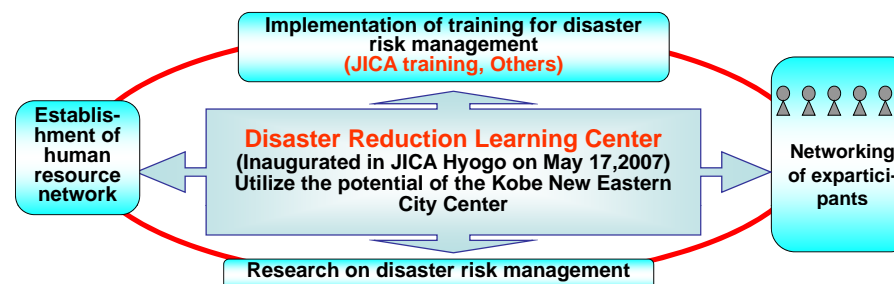 Implementation of training for disaster
risk management
(JICA training, Others)
Establis-
hment of
human
resource
network
Disaster Reduction Learning Center
(Inaugurated in JICA Hyogo on May 17,2007)
Utilize the potential of the Kobe New Eastern
City Center
Networking
of expartici-
pants
Research on disaster risk management